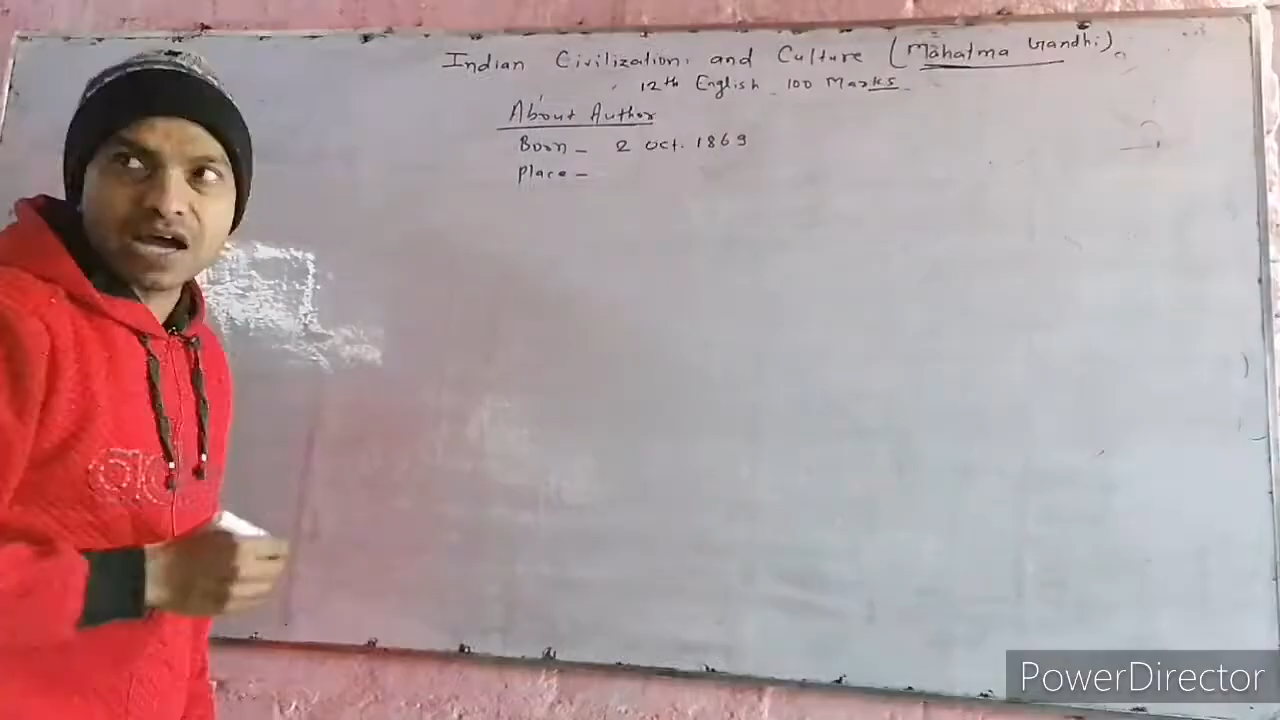 Indian Civilization and Culture (Mahatma Gandhi)
12th English 100 Marks
About Author
Born - 2 Oct. 1869
Place -
PowerDirector